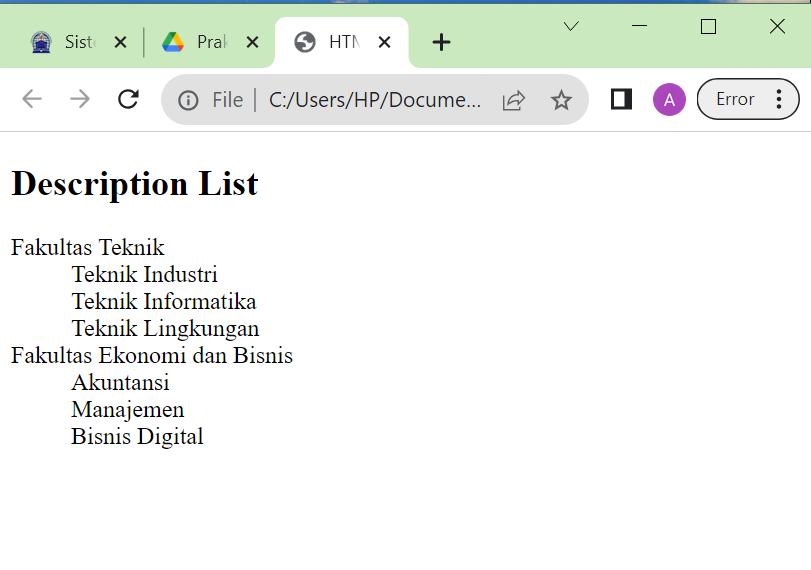 Sist
Prak
HTM
File
C:/Users/HP/Docume...
A
Error
Description List
Fakultas Teknik
Teknik Industri
Teknik Informatika
Teknik Lingkungan
Fakultas Ekonomi dan Bisnis
Akuntansi
Manajemen
Bisnis Digital